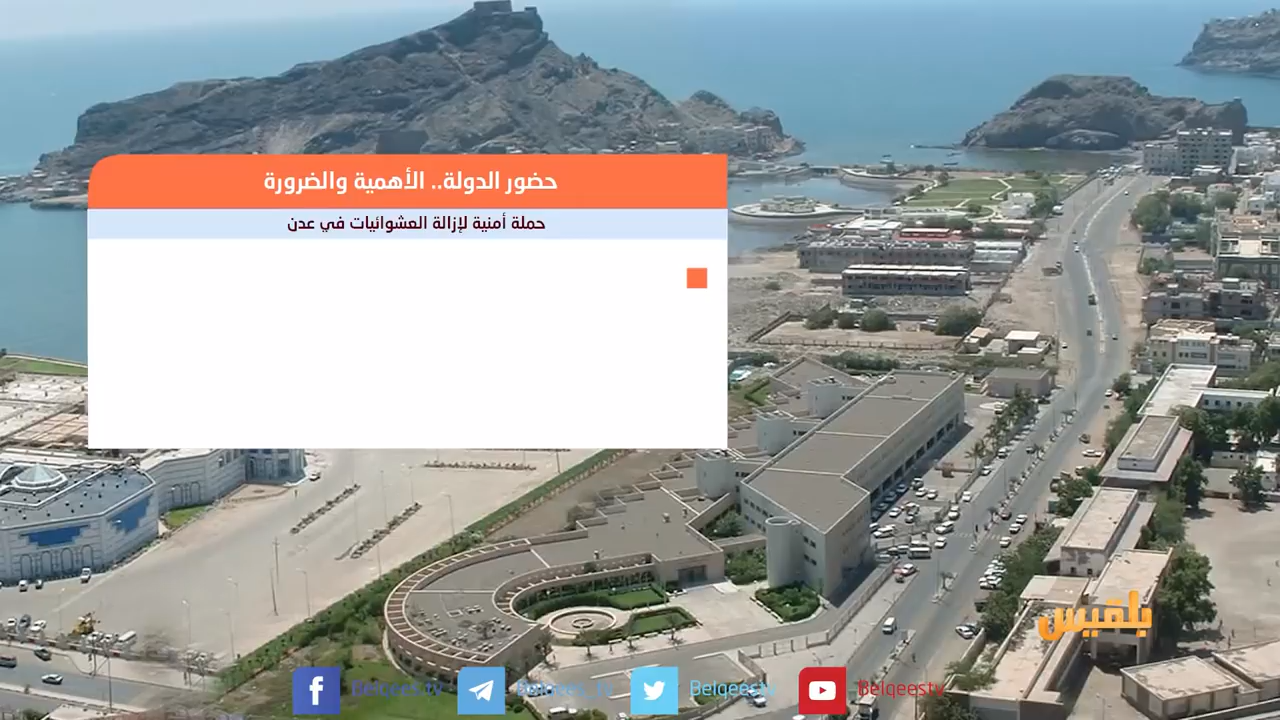 حضور الدولة.. الأهمية والضرورة
حملة أمنية لإزالة العشوائيات في عدن
بلقيس
Belqees.tv
Belqees_tv
Belqeestv
Belqeestv